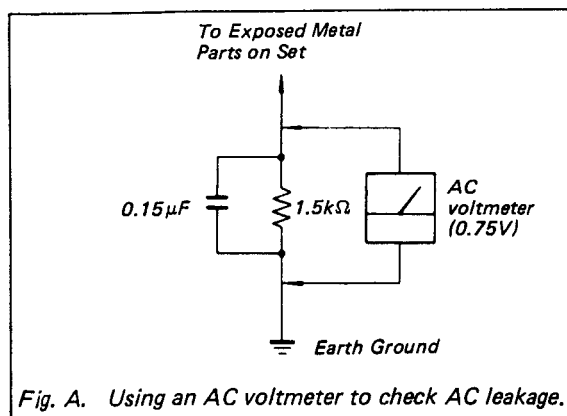 To Exposed Metal
Parts on Set
0.15μF
1.5kΩ
AC
voltmeter
(0.75V)
Earth Ground
Fig. A. Using an AC voltmeter to check AC leakage.